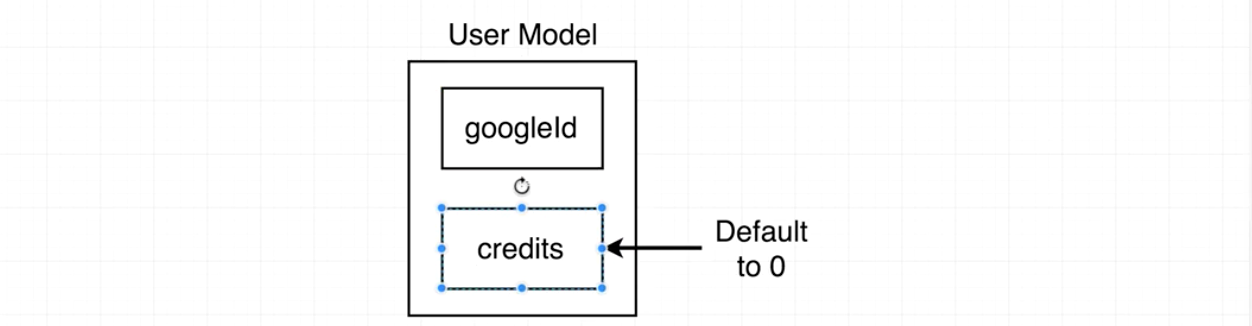 User Model
googleId
credits
Default
to 0